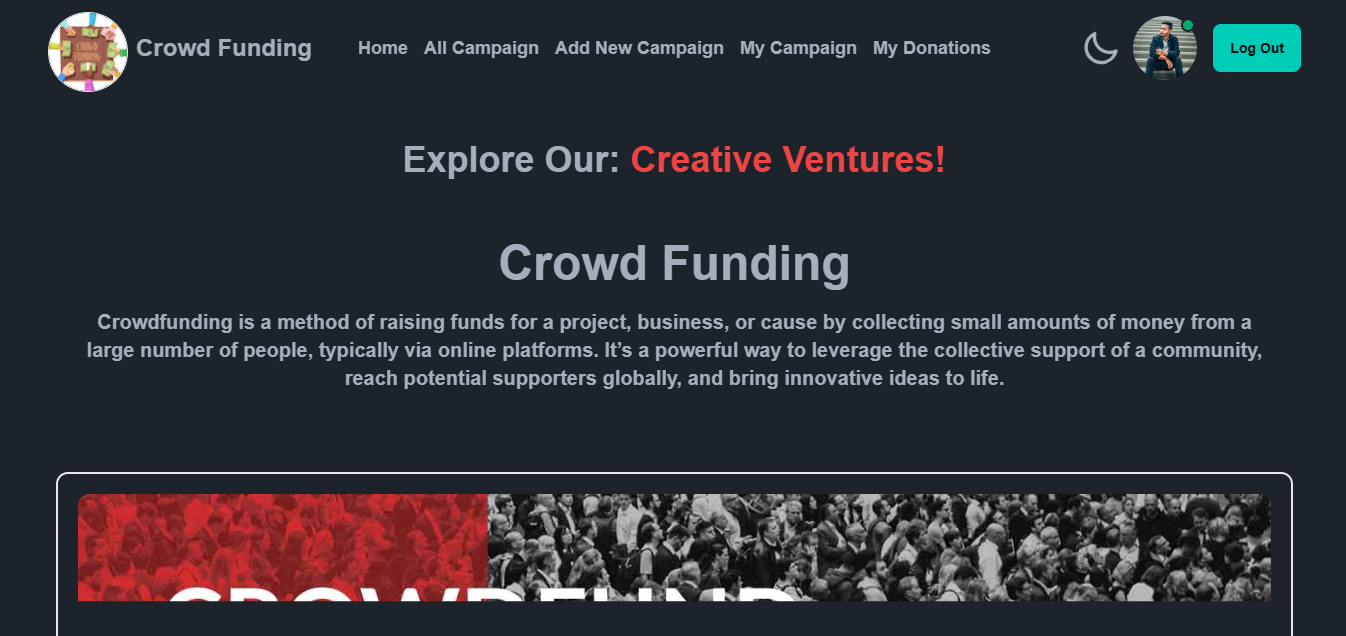 CROWD
FUNDING
Crowd Funding
Home
All Campaign
Add New Campaign
My Campaign
My Donations
Log Out
Explore Our: Creative Ventures!
Crowd Funding
Crowdfunding is a method of raising funds for a project, business, or cause by collecting small amounts of money from a
large number of people, typically via online platforms. It’s a powerful way to leverage the collective support of a community,
reach potential supporters globally, and bring innovative ideas to life.
CROWDFUND